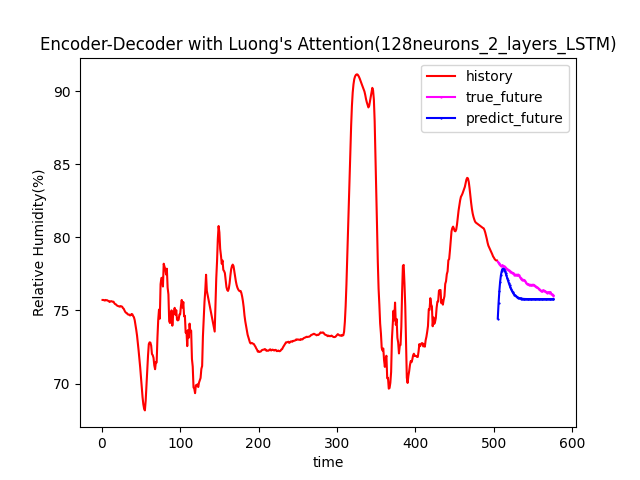 Encoder-Decoder with Luong's Attention(128neurons_2_layers_LSTM)
history
true_future
predict_future
Relative Humidity(%)
90
85
80
75
70
0 100 200 300 400 500 600
time